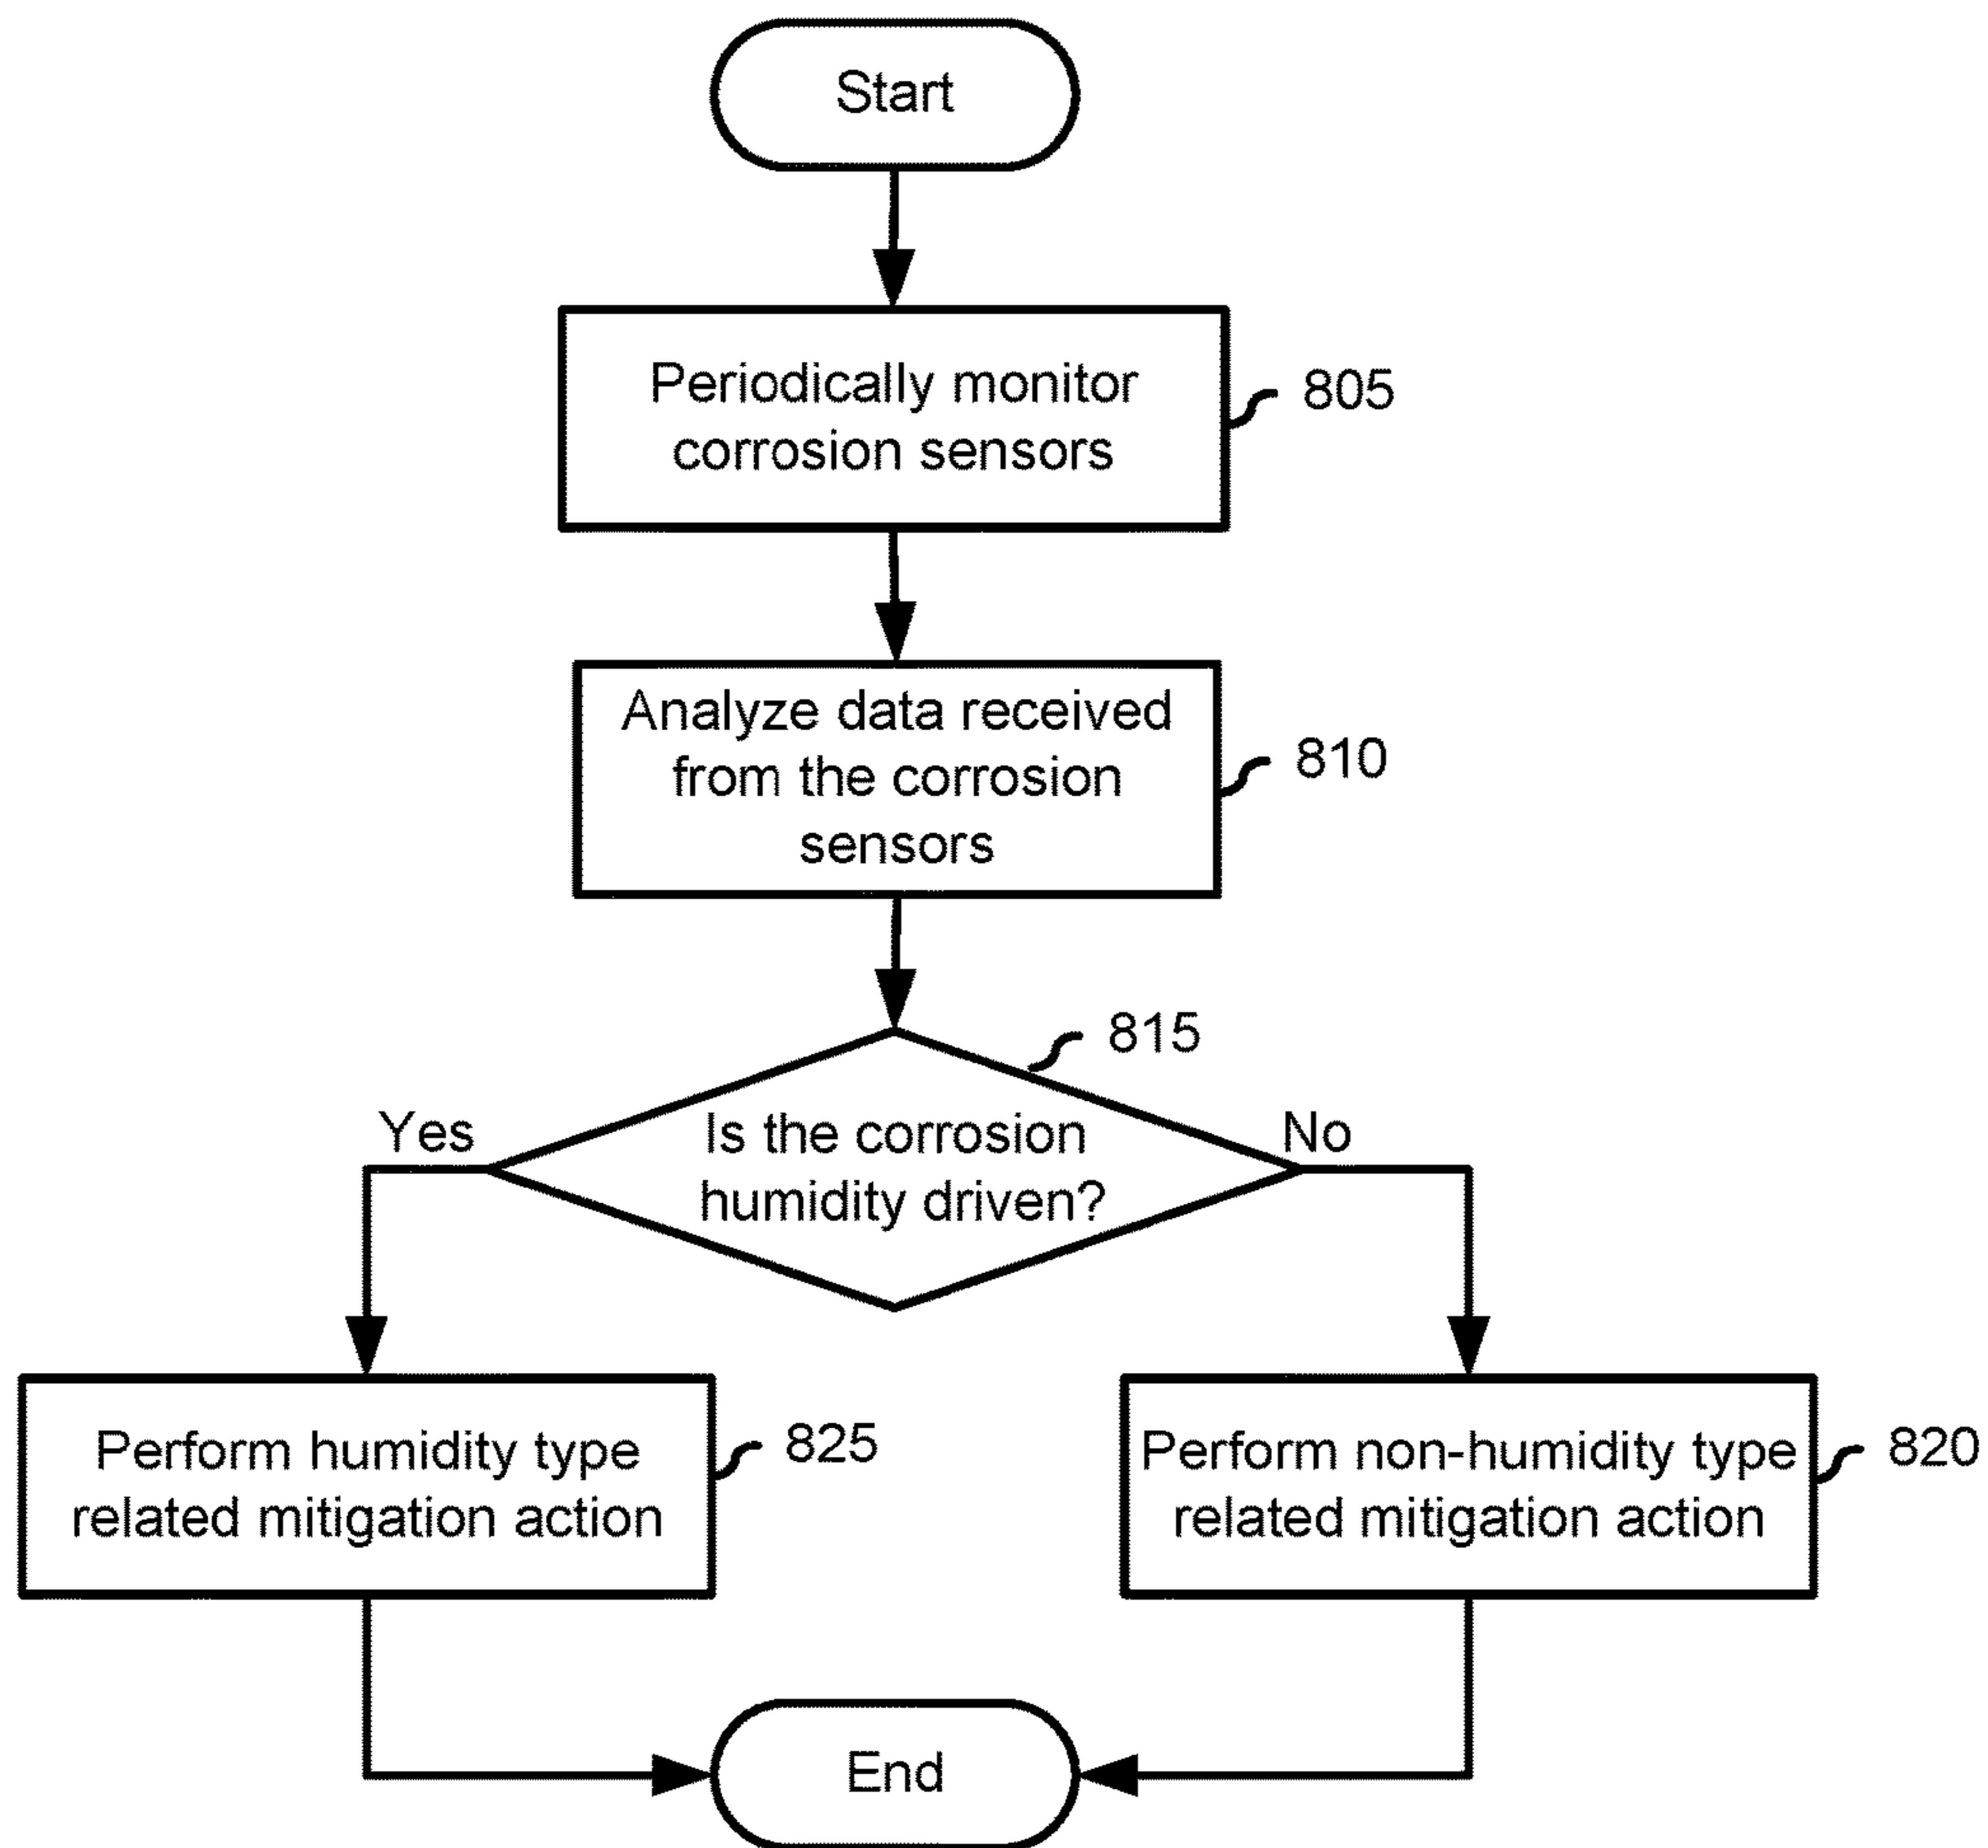 Start
Periodically monitor
corrosion sensors
805
Analyze data received
from the corrosion
sensors
810
815
Yes
Is the corrosion
humidity driven?
No
Perform humidity type
related mitigation action
825
Perform non-humidity type
related mitigation action
820
End